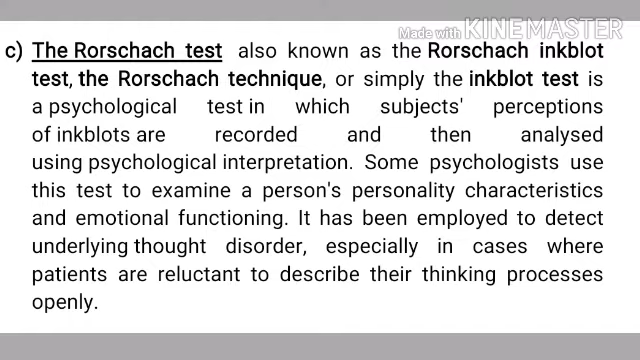 Made with KINEMASTER
c) The Rorschach test also known as the Rorschach inkblot
test, the Rorschach technique, or simply the inkblot test is
a psychological test in which subjects' perceptions
of inkblots are recorded and then analysed
using psychological interpretation. Some psychologists use
this test to examine a person's personality characteristics
and emotional functioning. It has been employed to detect
underlying thought disorder, especially in cases where
patients are reluctant to describe their thinking processes
openly.